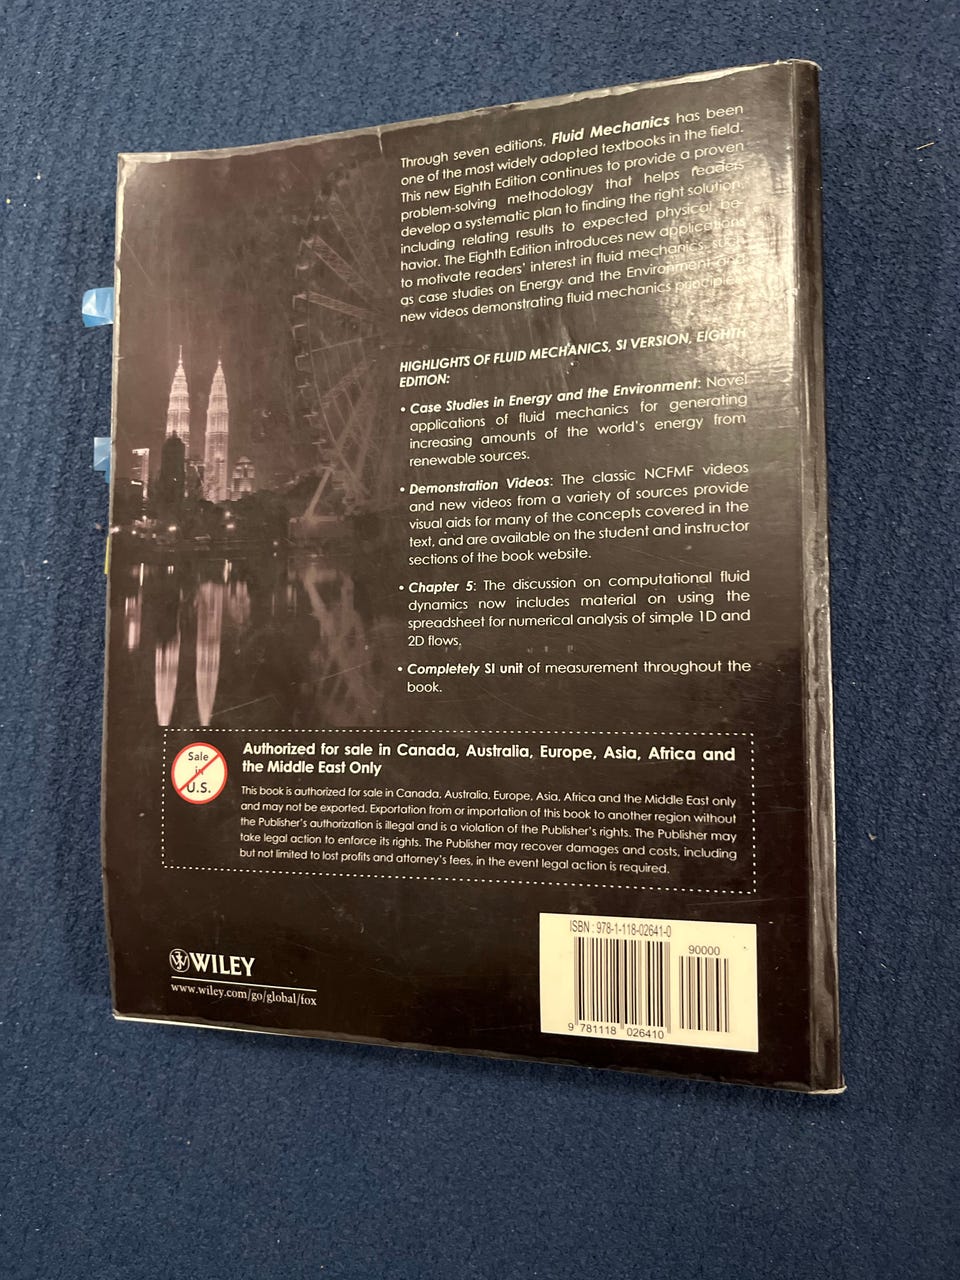 Through seven editions, Fluid Mechanics has been
one of the most widely adopted textbooks in the field.
This new Eighth Edition continues to provide a proven
problem-solving methodology that helps readers
develop a systematic plan to finding the right solution,
including relating results to expected physical be-
havior. The Eighth Edition introduces new applications
to motivate readers' interest in fluid mechanics, such
as case studies on Energy and the Environment and
new videos demonstrating fluid mechanics principles.
HIGHLIGHTS OF FLUID MECHANICS, SI VERSION, EIGHTH
EDITION:
• Case Studies in Energy and the Environment: Novel
applications of fluid mechanics for generating
increasing amounts of the world's energy from
renewable sources.
• Demonstration Videos: The classic NCFMF videos
and new videos from a variety of sources provide
visual aids for many of the concepts covered in the
text, and are available on the student and instructor
sections of the book website.
• Chapter 5: The discussion on computational fluid
dynamics now includes material on using the
spreadsheet for numerical analysis of simple 1D and
2D flows.
• Completely SI unit of measurement throughout the
book.
Sale
in
U.S.
Authorized for sale in Canada, Australia, Europe, Asia, Africa and
the Middle East Only
This book is authorized for sale in Canada, Australia, Europe, Asia, Africa and the Middle East only
and may not be exported. Exportation from or importation of this book to another region without
the Publisher's authorization is illegal and is a violation of the Publisher's rights. The Publisher may
take legal action to enforce its rights. The Publisher may recover damages and costs, including
but not limited to lost profits and attorney's fees, in the event legal action is required.
WILEY
www.wiley.com/go/global/fox
ISBN : 978-1-118-02641-0
90000
9 781118 026410